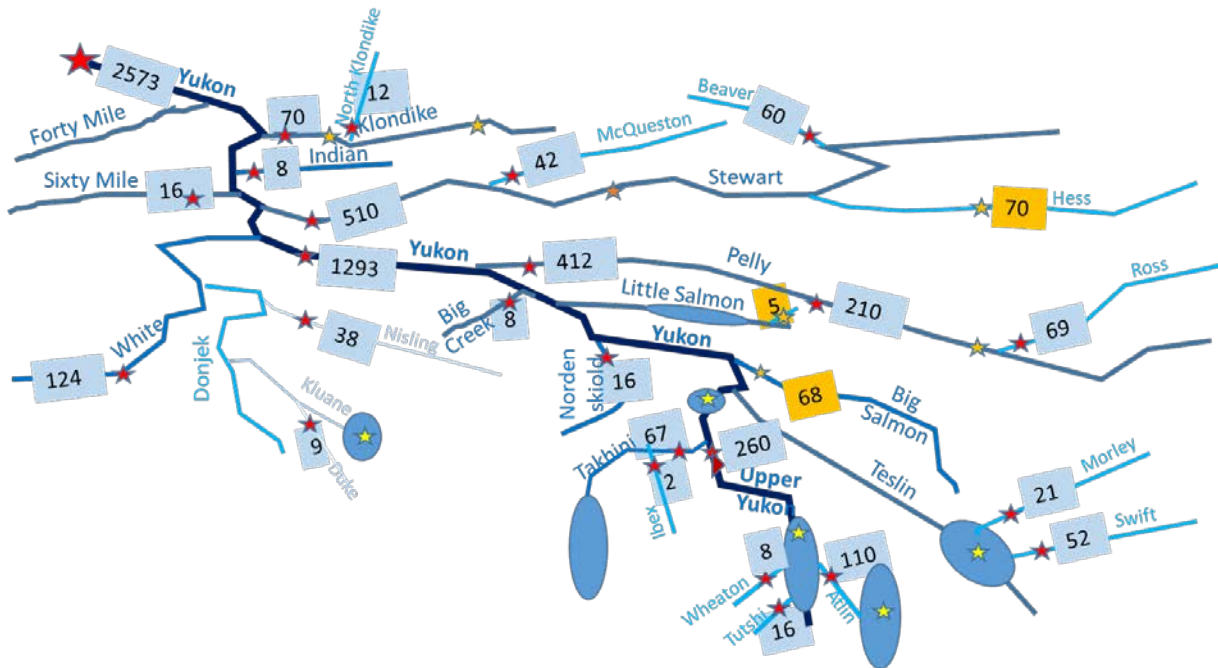 2573
Yukon
Forty Mile
70
North Klondike
12
Klondike
8
Indian
Sixty Mile
16
510
42
McQueston
Beaver
60
Stewart
70
Hess
1293
Yukon
412
Pelly
Little Salmon
5
210
Ross
69
Big
Creek
8
White
124
Donjek
38
Nisling
Kluane
9
Duke
Yukon
Norden
skiold
16
68
Big
Salmon
67
Takhini
2
Ibex
260
Upper
Yukon
Teslin
Morley
21
Swift
52
8
Wheaton
Tutshi
16
110
Atlin